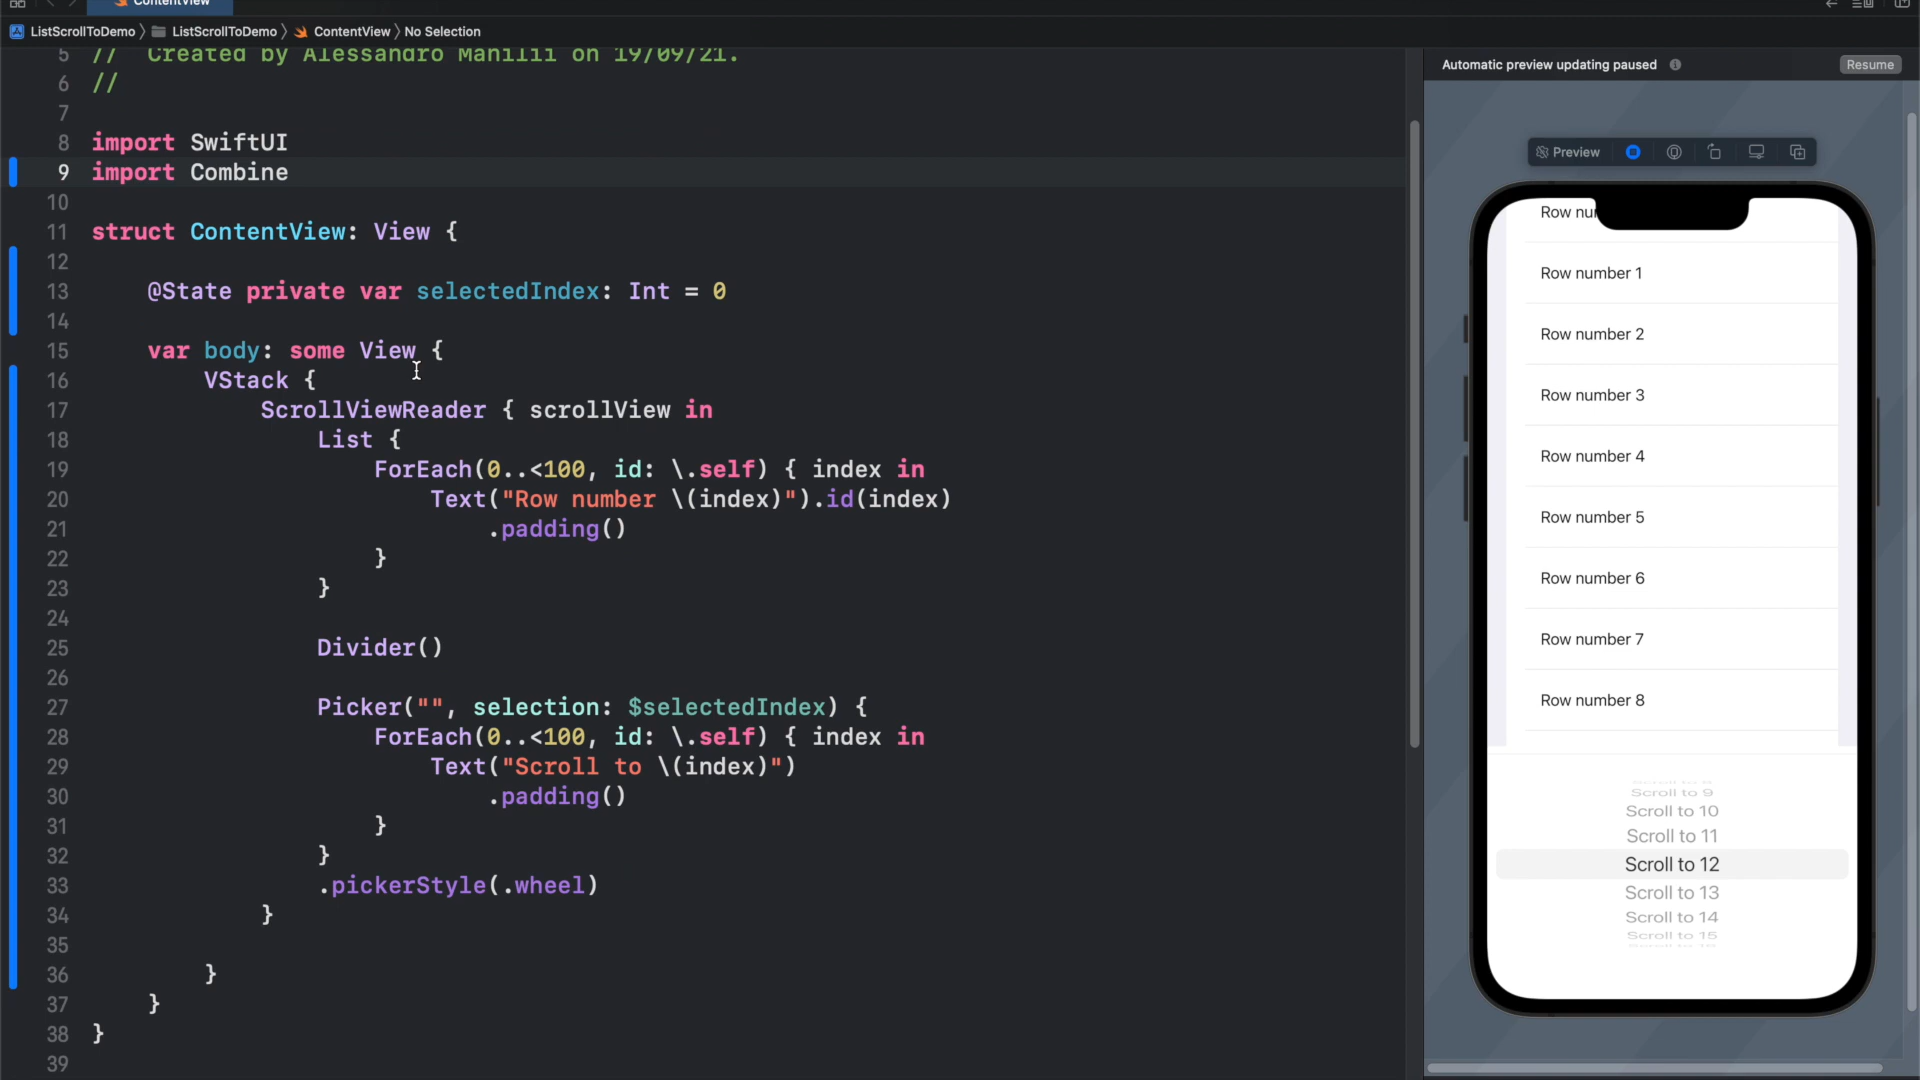 ContentView
ListScrollToDemo
ListScrollToDemo
ContentView
No Selection
5 //  Created by Alessandro Manilii on 19/09/21.
6 //
7
8 import SwiftUI
9 import Combine
10
11 struct ContentView: View {
12
13 @State private var selectedIndex: Int = 0
14
15 var body: some View {
16 VStack {
17 ScrollViewReader { scrollView in
18 List {
19 ForEach(0..<100, id: \.self) { index in
20 Text("Row number \(index)").id(index)
21 .padding()
22 }
23 }
24
25 Divider()
26
27 Picker("", selection: $selectedIndex) {
28 ForEach(0..<100, id: \.self) { index in
29 Text("Scroll to \(index)")
30 .padding()
31 }
32 }
33 .pickerStyle(.wheel)
34 }
35
36 }
37 }
38 }
39
Automatic preview updating paused
Resume
Preview
Row
Row number 1
Row number 2
Row number 3
Row number 4
Row number 5
Row number 6
Row number 7
Row number 8
Scroll to 9
Scroll to 10
Scroll to 11
Scroll to 12
Scroll to 13
Scroll to 14
Scroll to 15